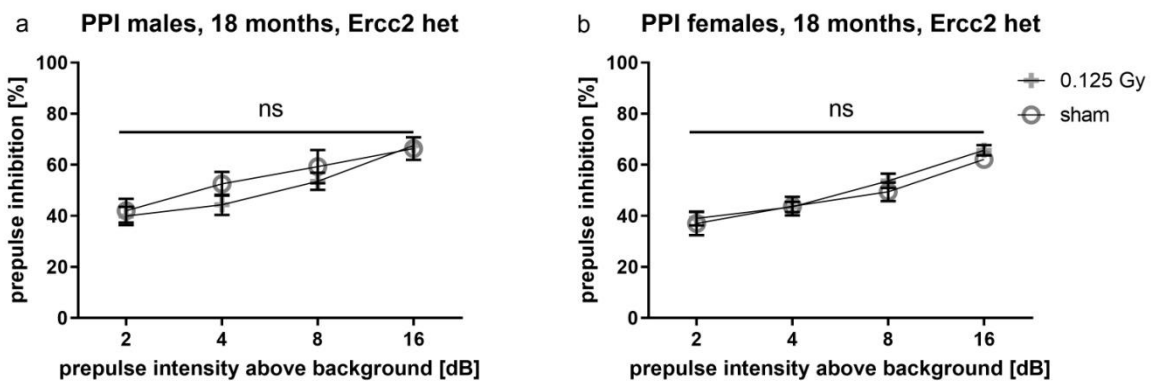 a
PPI males, 18 months, Ercc2 het
prepulse inhibition [%]
100
80
60
40
20
0
ns
2 4 8 16
prepulse intensity above background [dB]
b
PPI females, 18 months, Ercc2 het
prepulse inhibition [%]
100
80
60
40
20
0
ns
2 4 8 16
prepulse intensity above background [dB]
0.125 Gy
sham